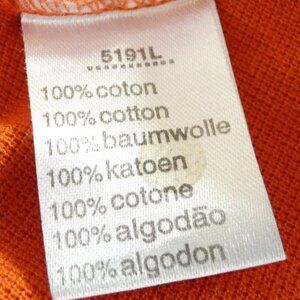 5191L
100% coton
100% cotton
100% baumwolle
100% katoen
100% cotone
100% algodão
100% algodon